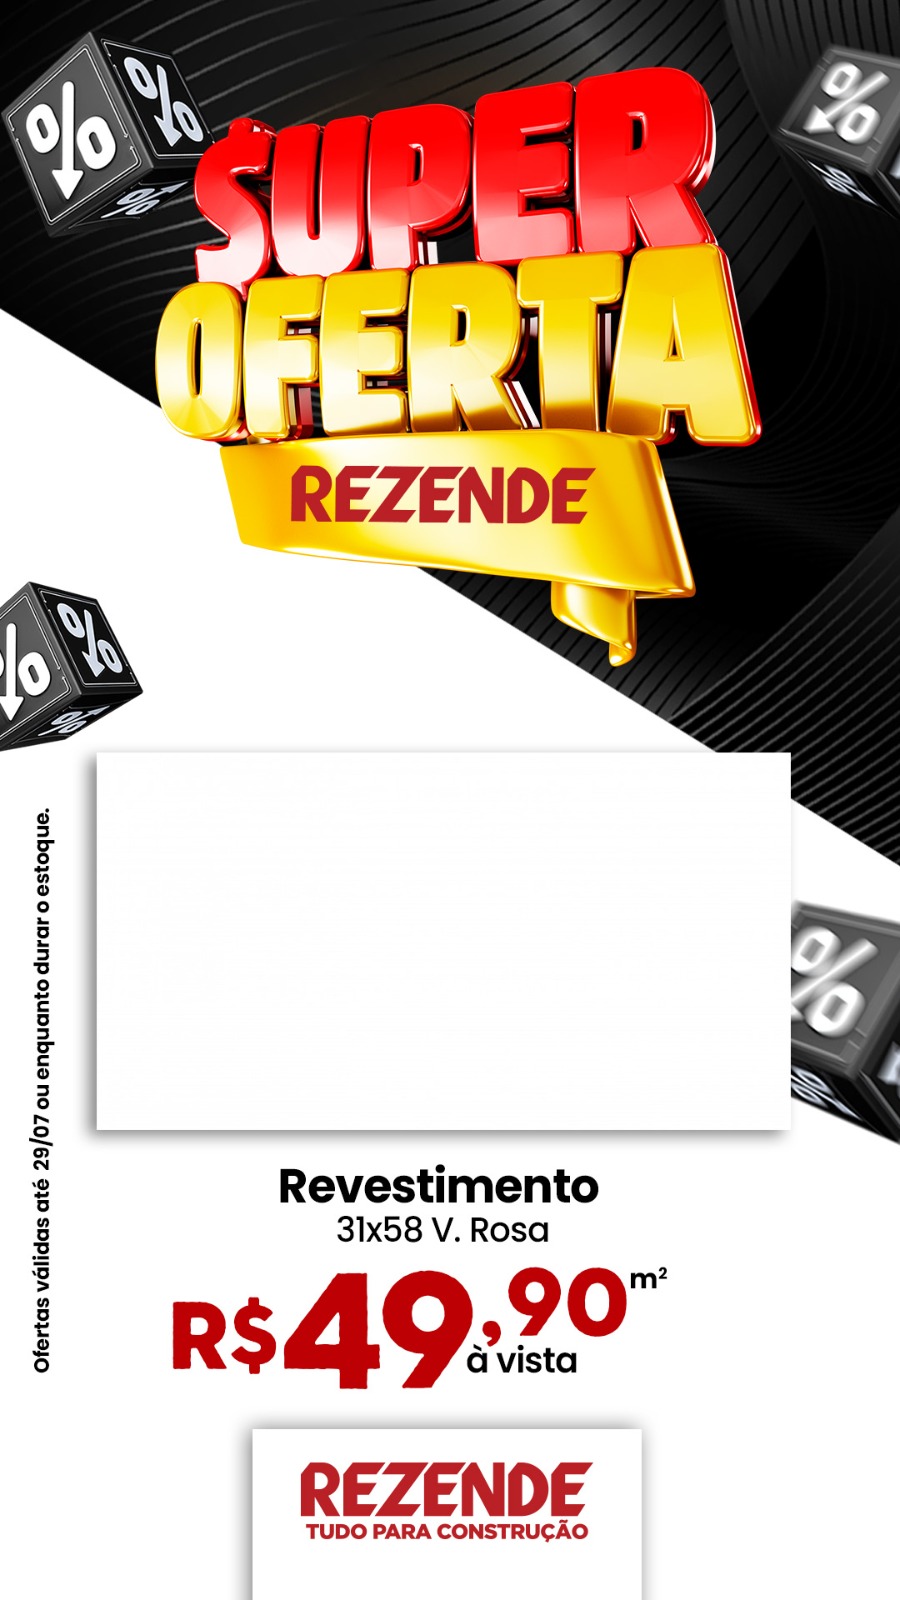 SUPER
OFERTA
REZENDE
Ofertas válidas até 29/07 ou enquanto durar o estoque.
Revestimento
31x58 V. Rosa
R$49,90 m²
à vista
REZENDE
TUDO PARA CONSTRUÇÃO
%
%
%
%
%
%
%
%
%
%